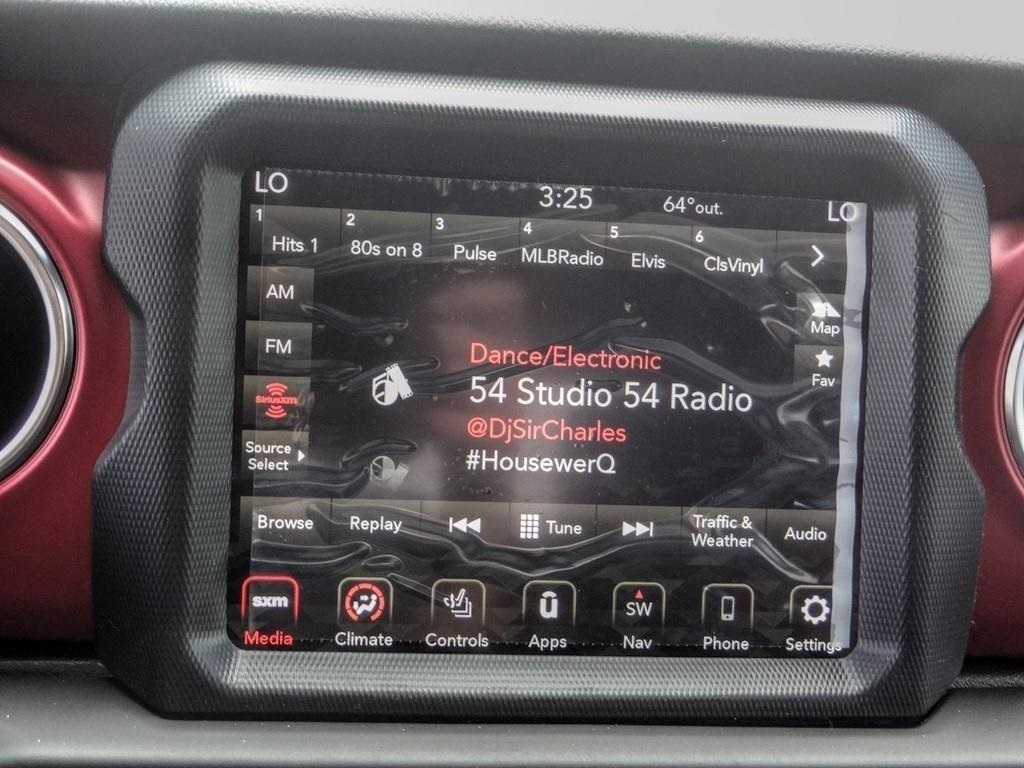 LO 3:25 64°out. LO
1 Hits 1 2 80s on 8 3 Pulse 4 MLBRadio 5 Elvis 6 ClsVinyl
AM
FM
SiriusXM
Source
Select
Map
Fav
Dance/Electronic
54 Studio 54 Radio
@DjSirCharles
#HousewerQ
Browse Replay Tune Traffic &
Weather Audio
sxm ū SW
Media Climate Controls Apps Nav Phone Settings